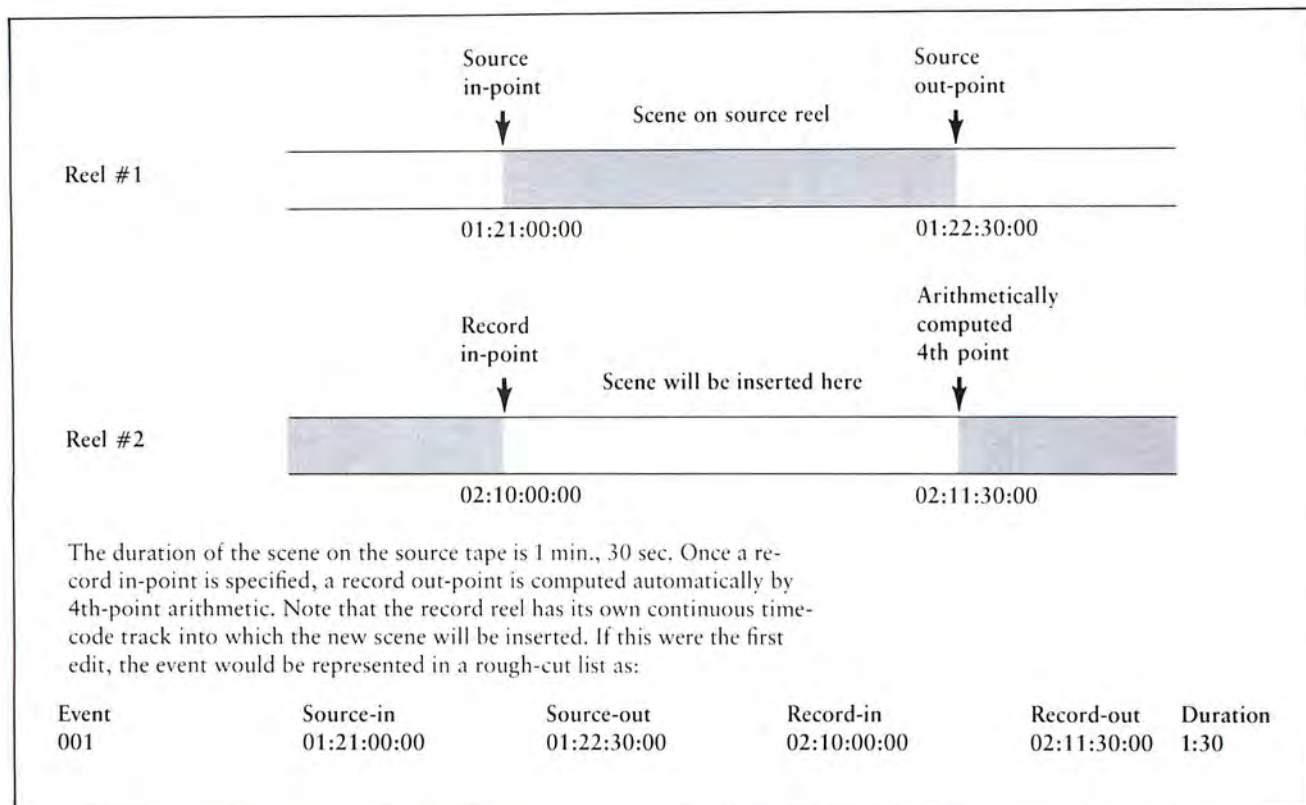 Source
in-point
Source
out-point
Scene on source reel
Reel #1
01:21:00:00
01:22:30:00
Record
in-point
Arithmetically
computed
4th point
Scene will be inserted here
Reel #2
02:10:00:00
02:11:30:00
The duration of the scene on the source tape is 1 min., 30 sec. Once a re-
cord in-point is specified, a record out-point is computed automatically by
4th-point arithmetic. Note that the record reel has its own continuous time-
code track into which the new scene will be inserted. If this were the first
edit, the event would be represented in a rough-cut list as:
Event Source-in Source-out Record-in Record-out Duration
001 01:21:00:00 01:22:30:00 02:10:00:00 02:11:30:00 1:30